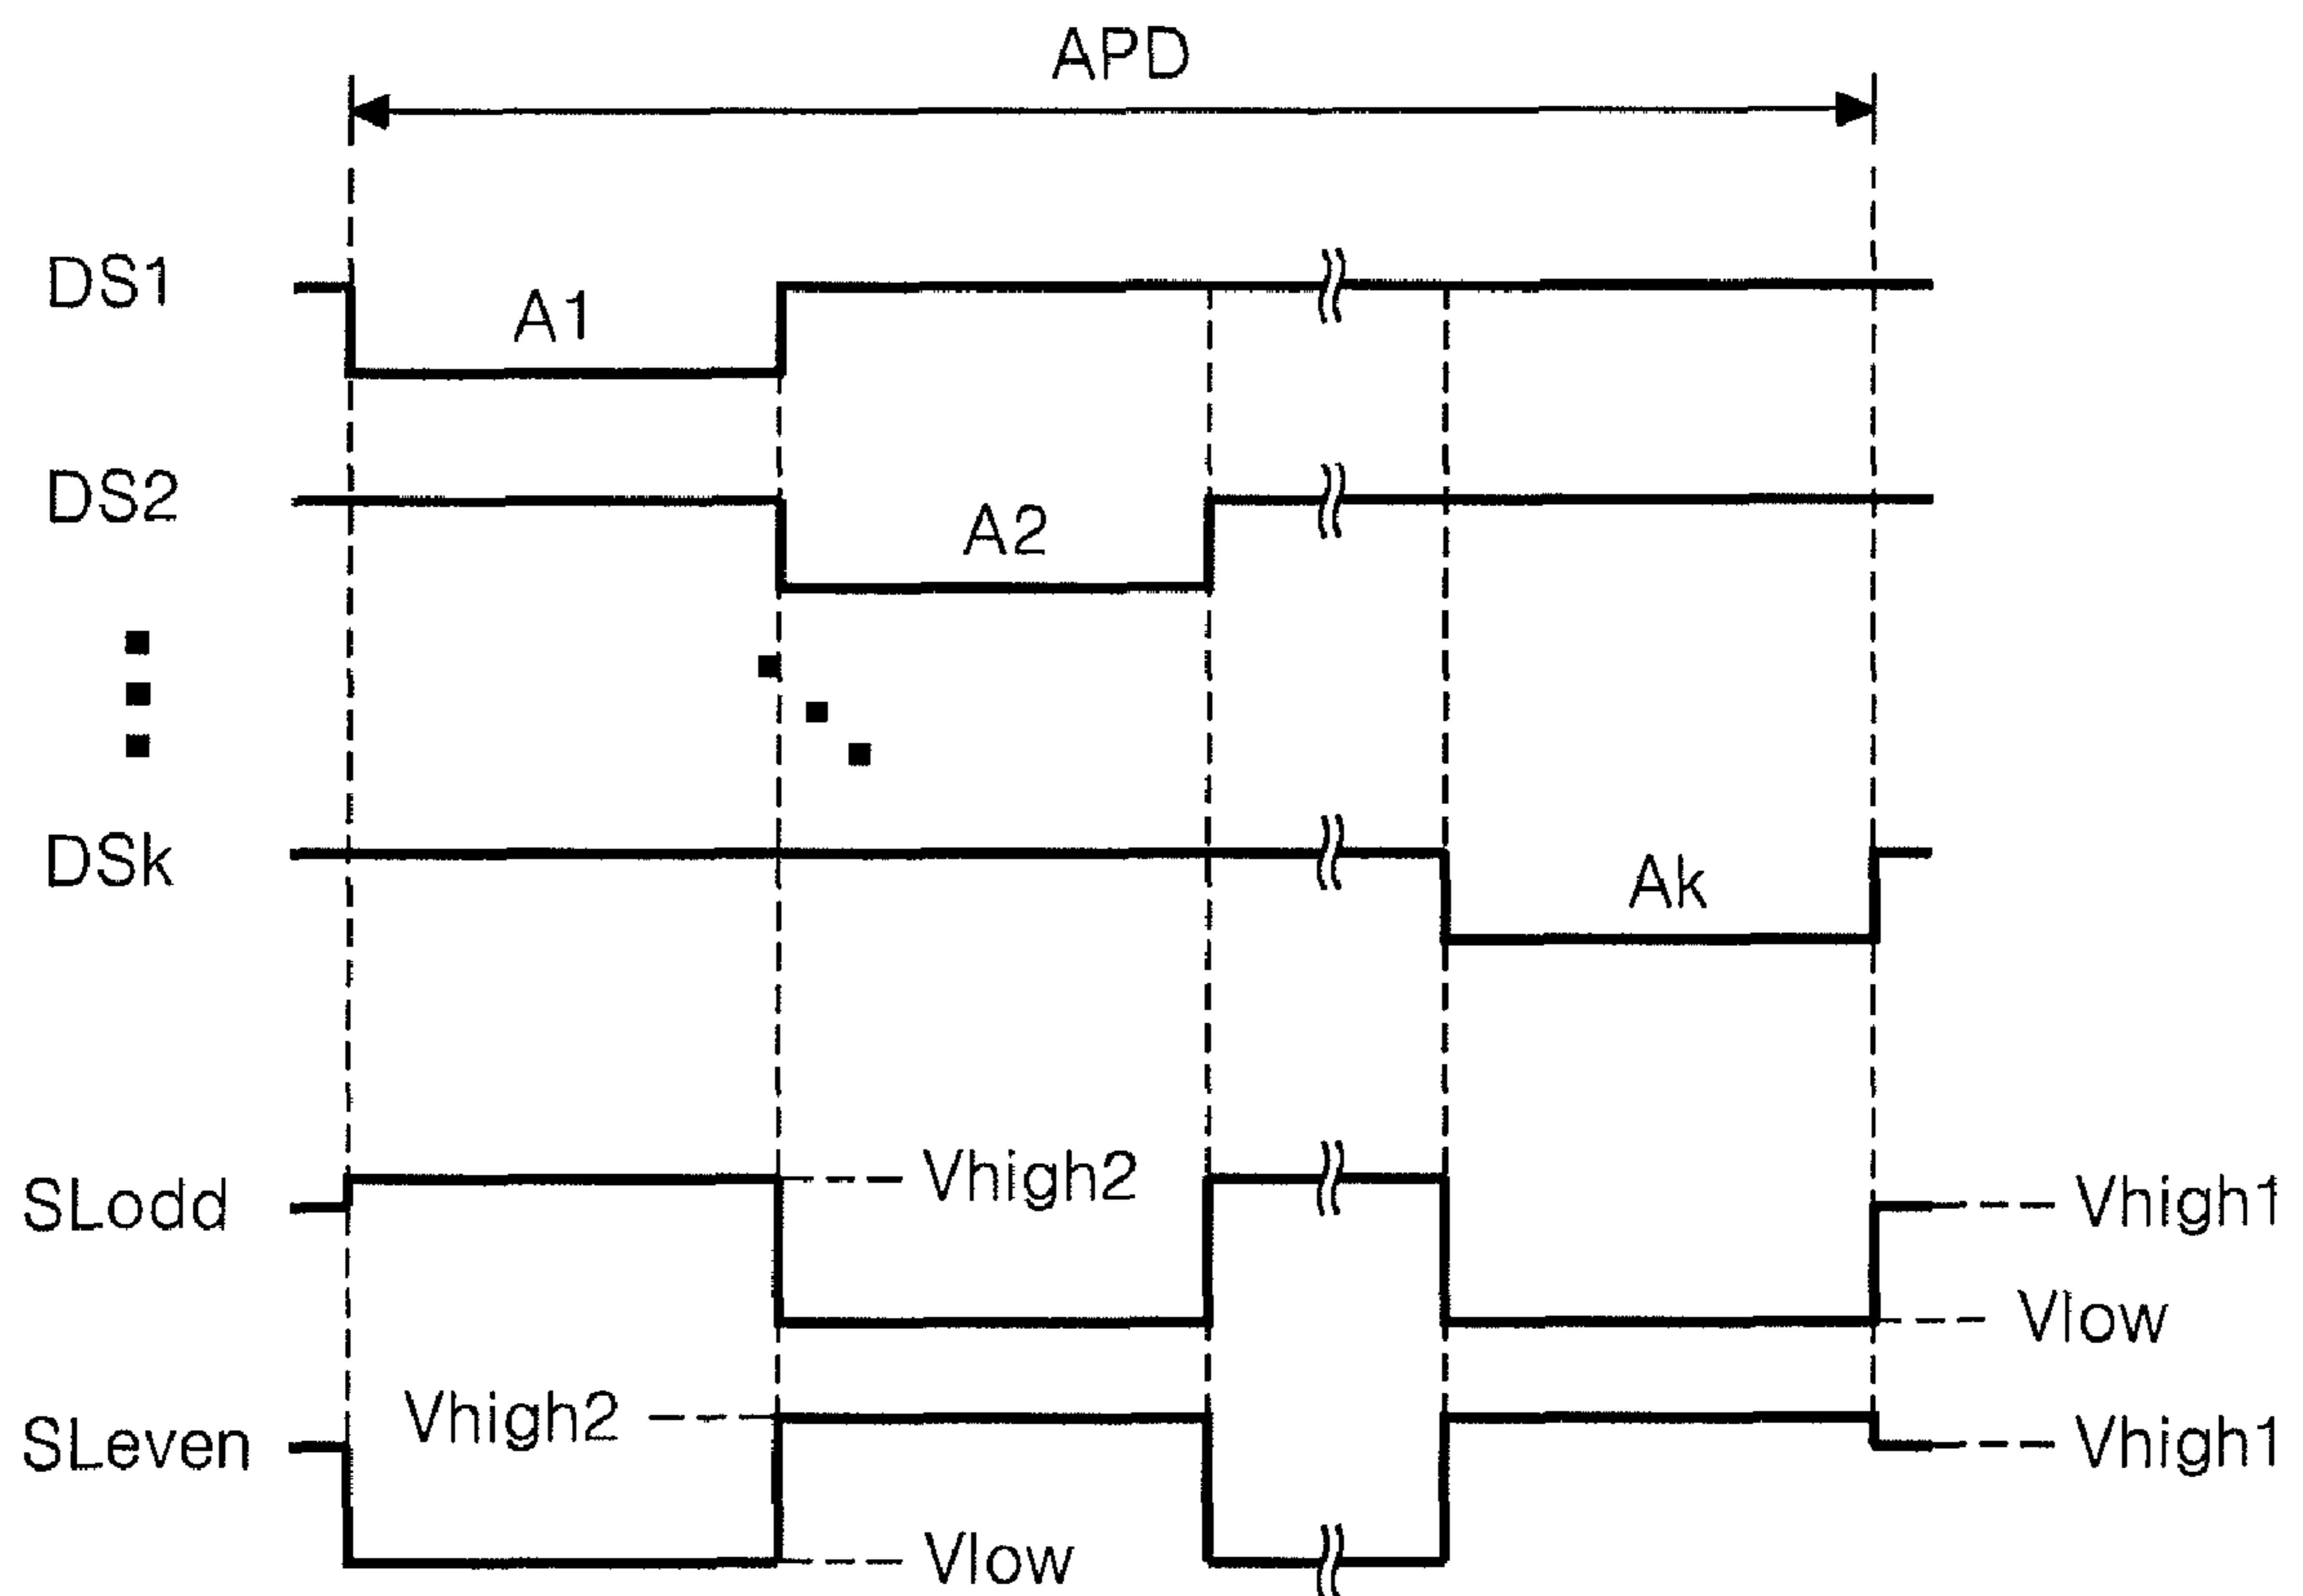 APD
DS1
A1
DS2
A2
DSk
Ak
SLodd
Vhigh2
Vhigh1
Vlow
SLeven
Vhigh2
Vhigh1
Vlow